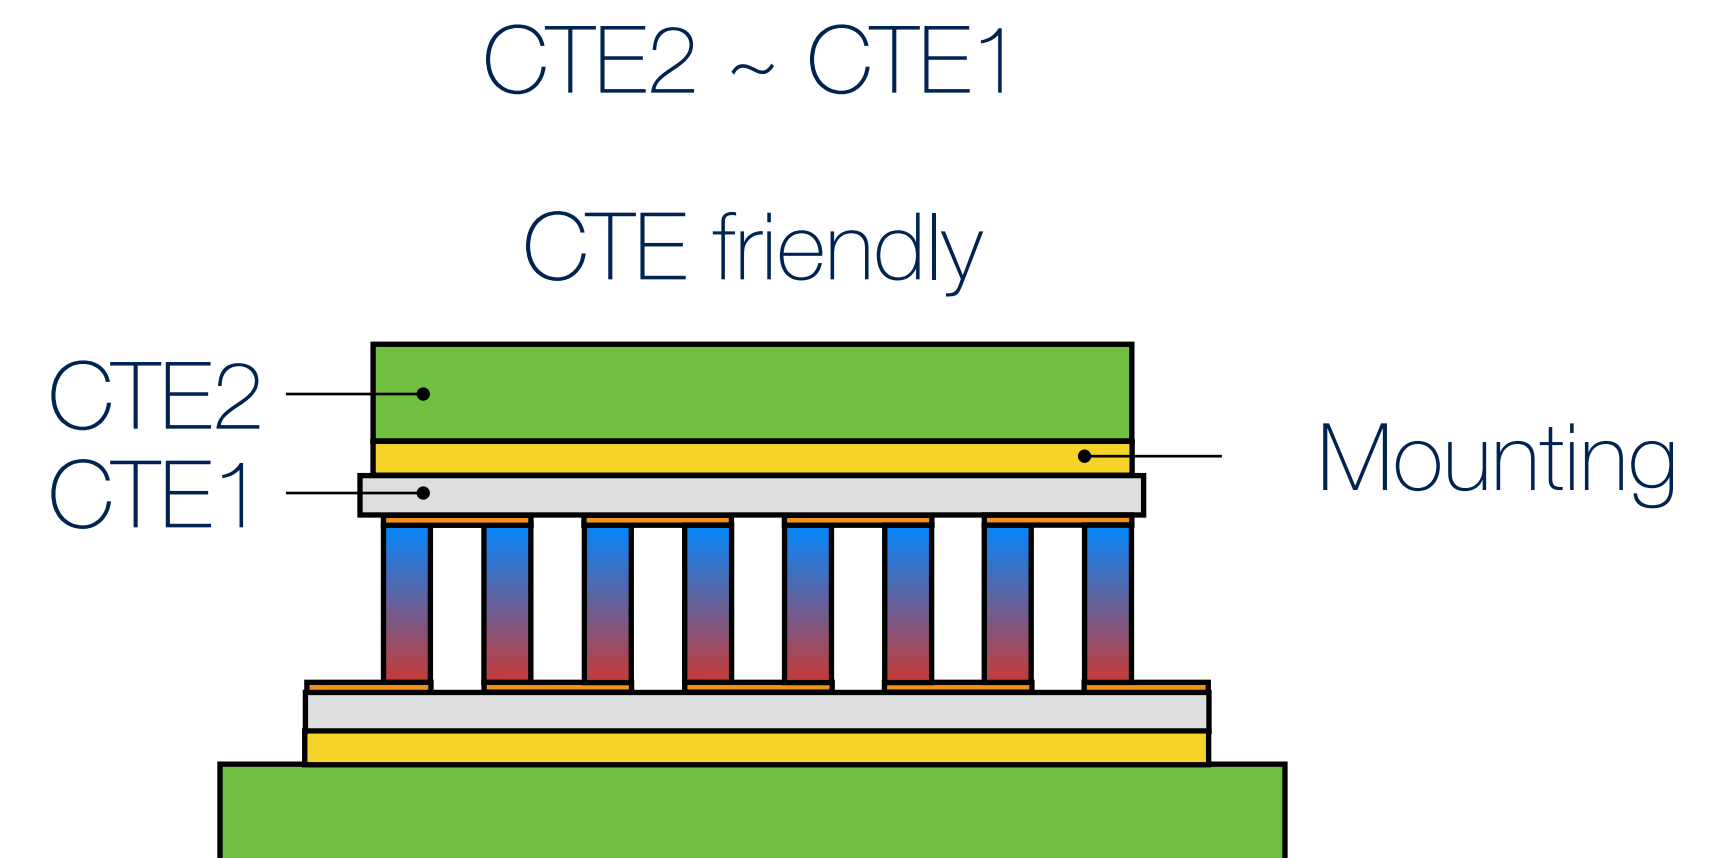 CTE2 ~ CTE1
CTE friendly
CTE2
CTE1
Mounting